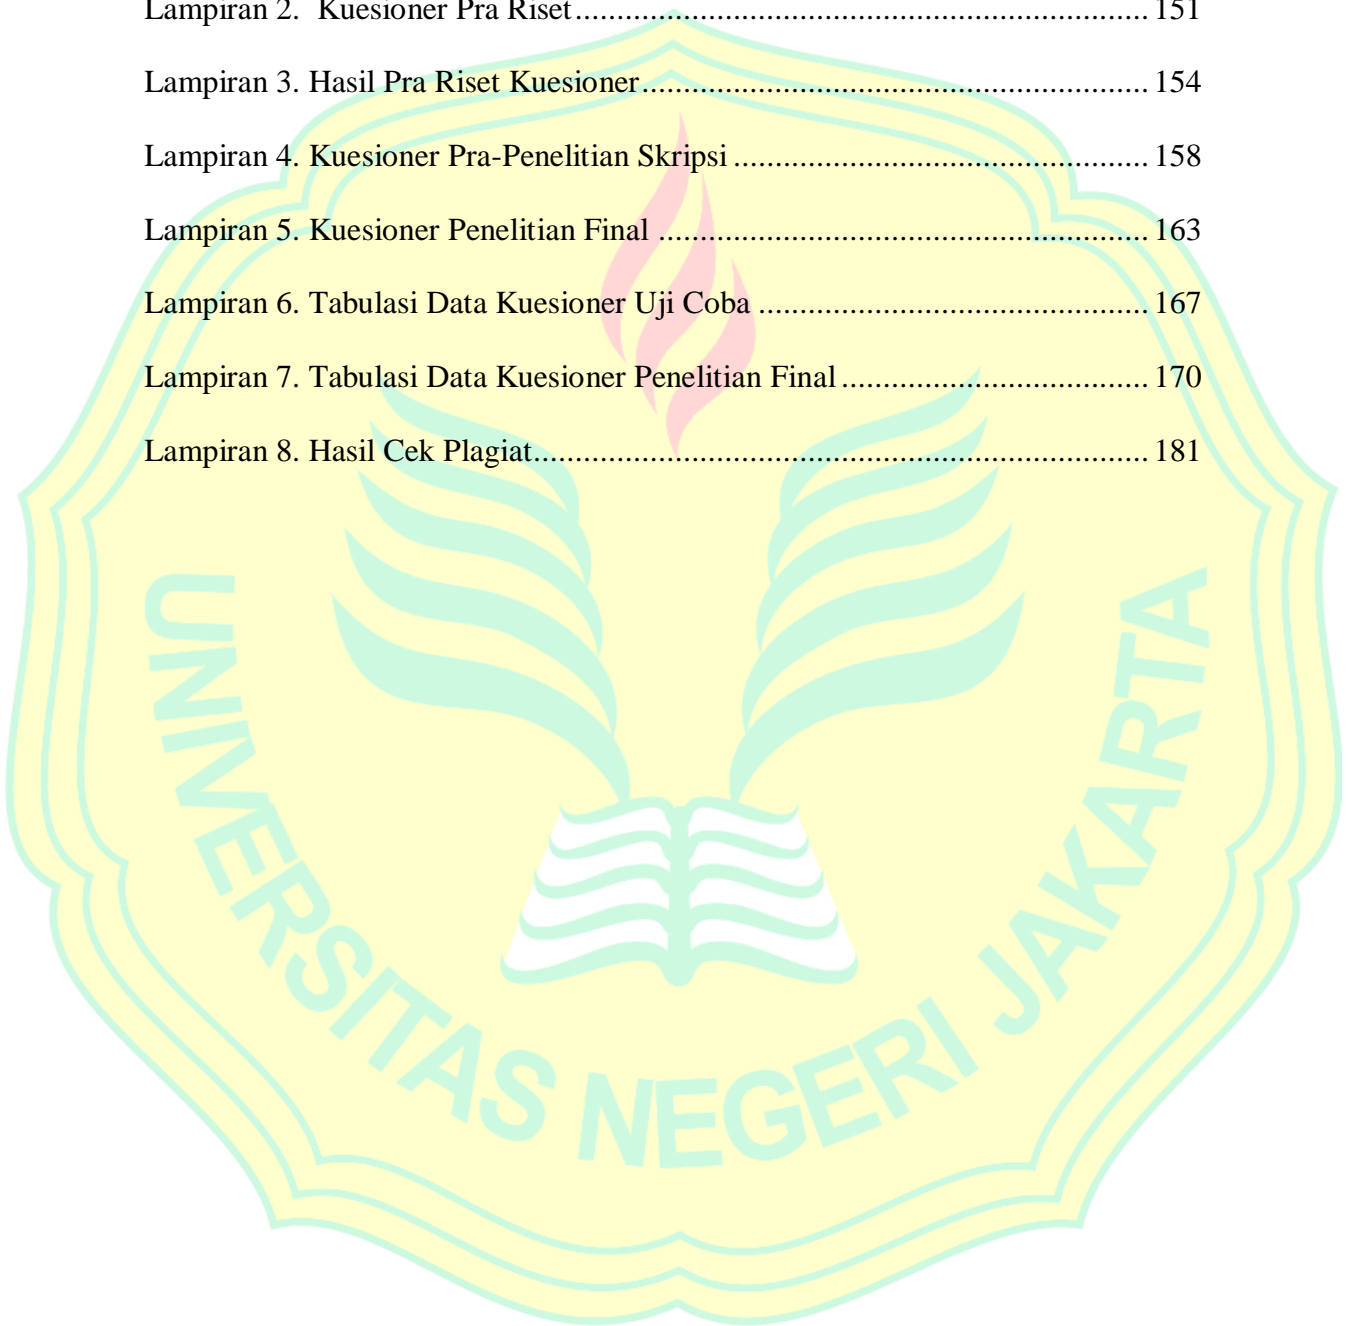 Lampiran 2.  Kuesioner Pra Riset.................................................................... 151
Lampiran 3. Hasil Pra Riset Kuesioner............................................................. 154
Lampiran 4. Kuesioner Pra-Penelitian Skripsi .................................................. 158
Lampiran 5. Kuesioner Penelitian Final ........................................................... 163
Lampiran 6. Tabulasi Data Kuesioner Uji Coba ............................................... 167
Lampiran 7. Tabulasi Data Kuesioner Penelitian Final ..................................... 170
Lampiran 8. Hasil Cek Plagiat.......................................................................... 181
UNIVERSITAS NEGERI JAKARTA